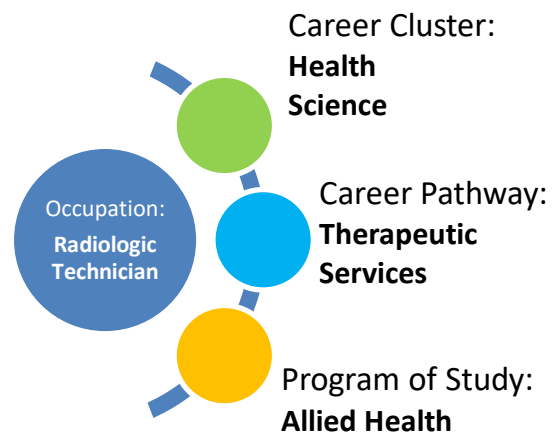 Career Cluster:
Health
Science
Occupation:
Radiologic
Technician
Career Pathway:
Therapeutic
Services
Program of Study:
Allied Health